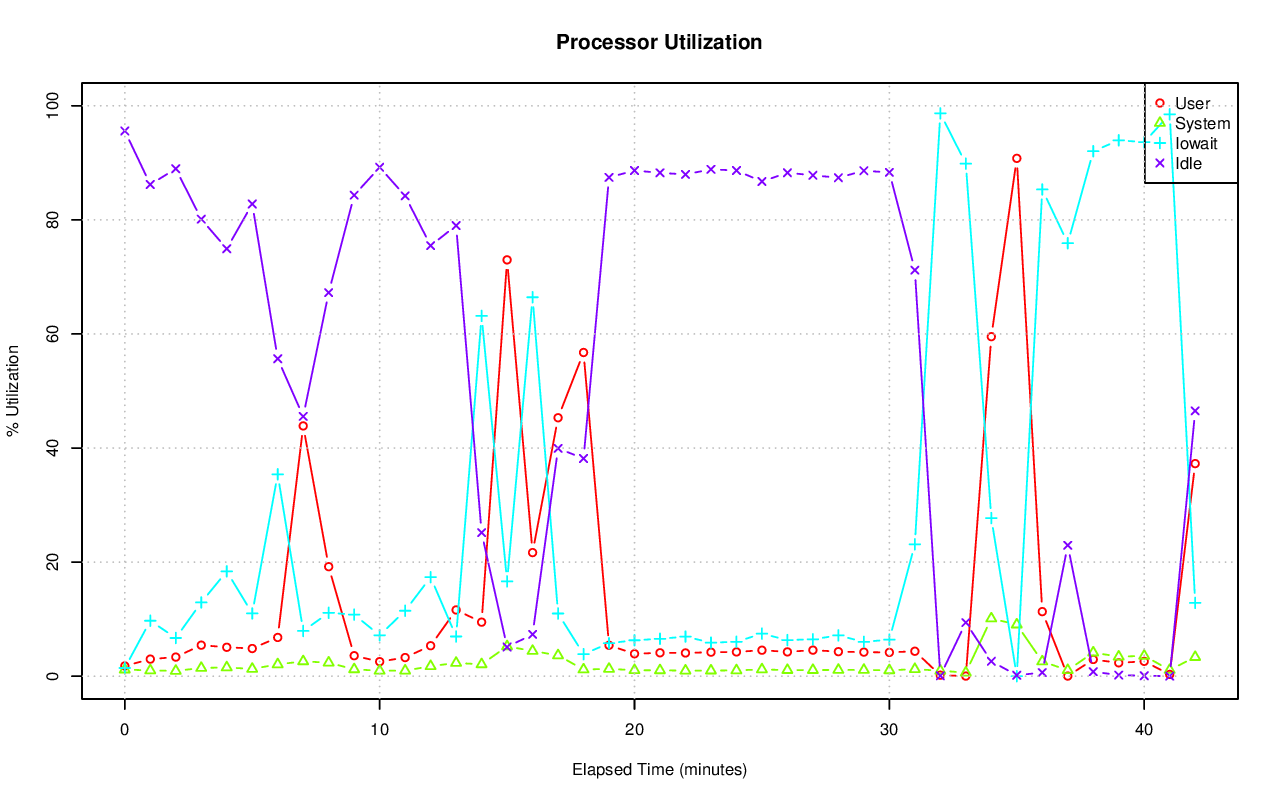 Processor Utilization
100
80
60
40
20
0
% Utilization
User
System
Iowait
Idle
0 10 20 30 40
Elapsed Time (minutes)